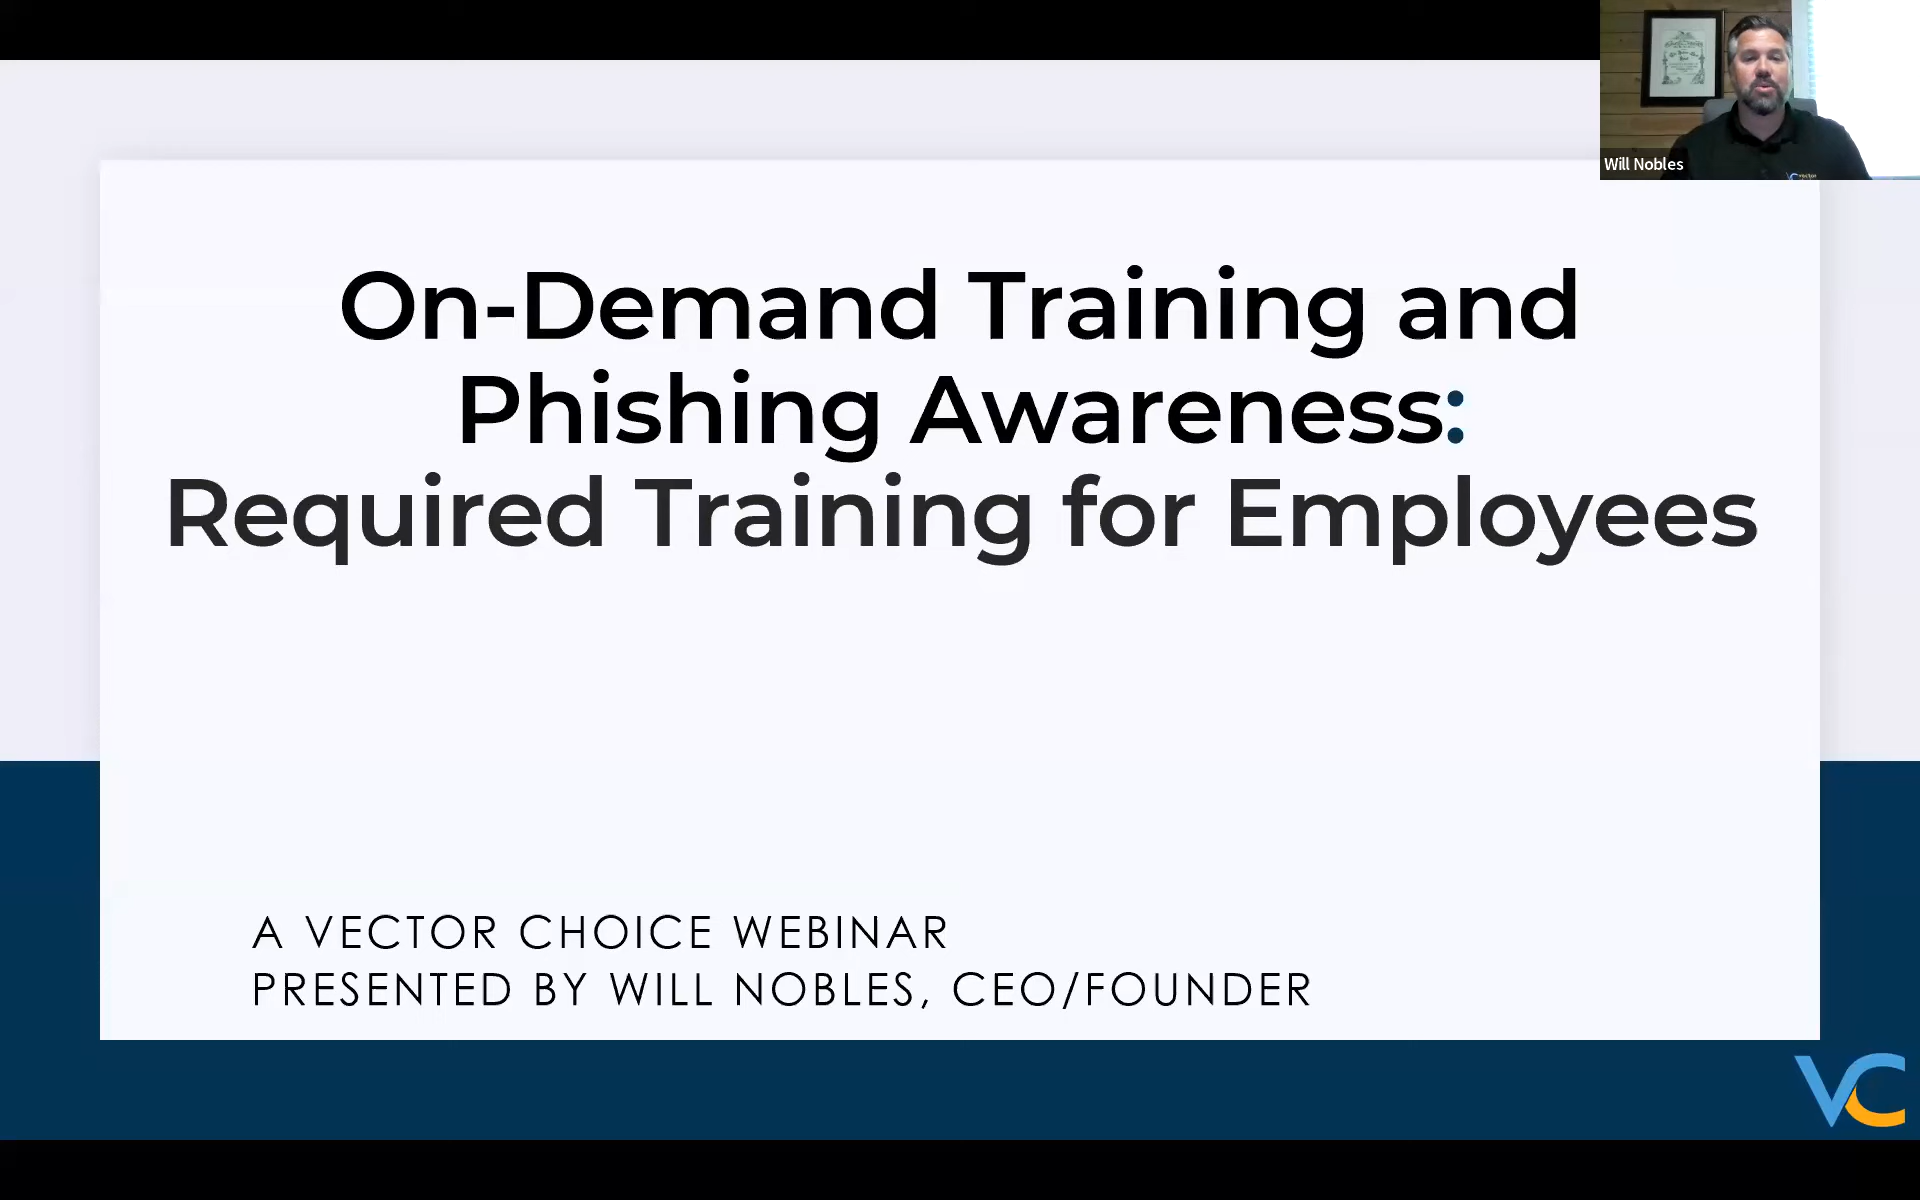 On-Demand Training and
Phishing Awareness:
Required Training for Employees
A VECTOR CHOICE WEBINAR
PRESENTED BY WILL NOBLES, CEO/FOUNDER
Will Nobles
VC